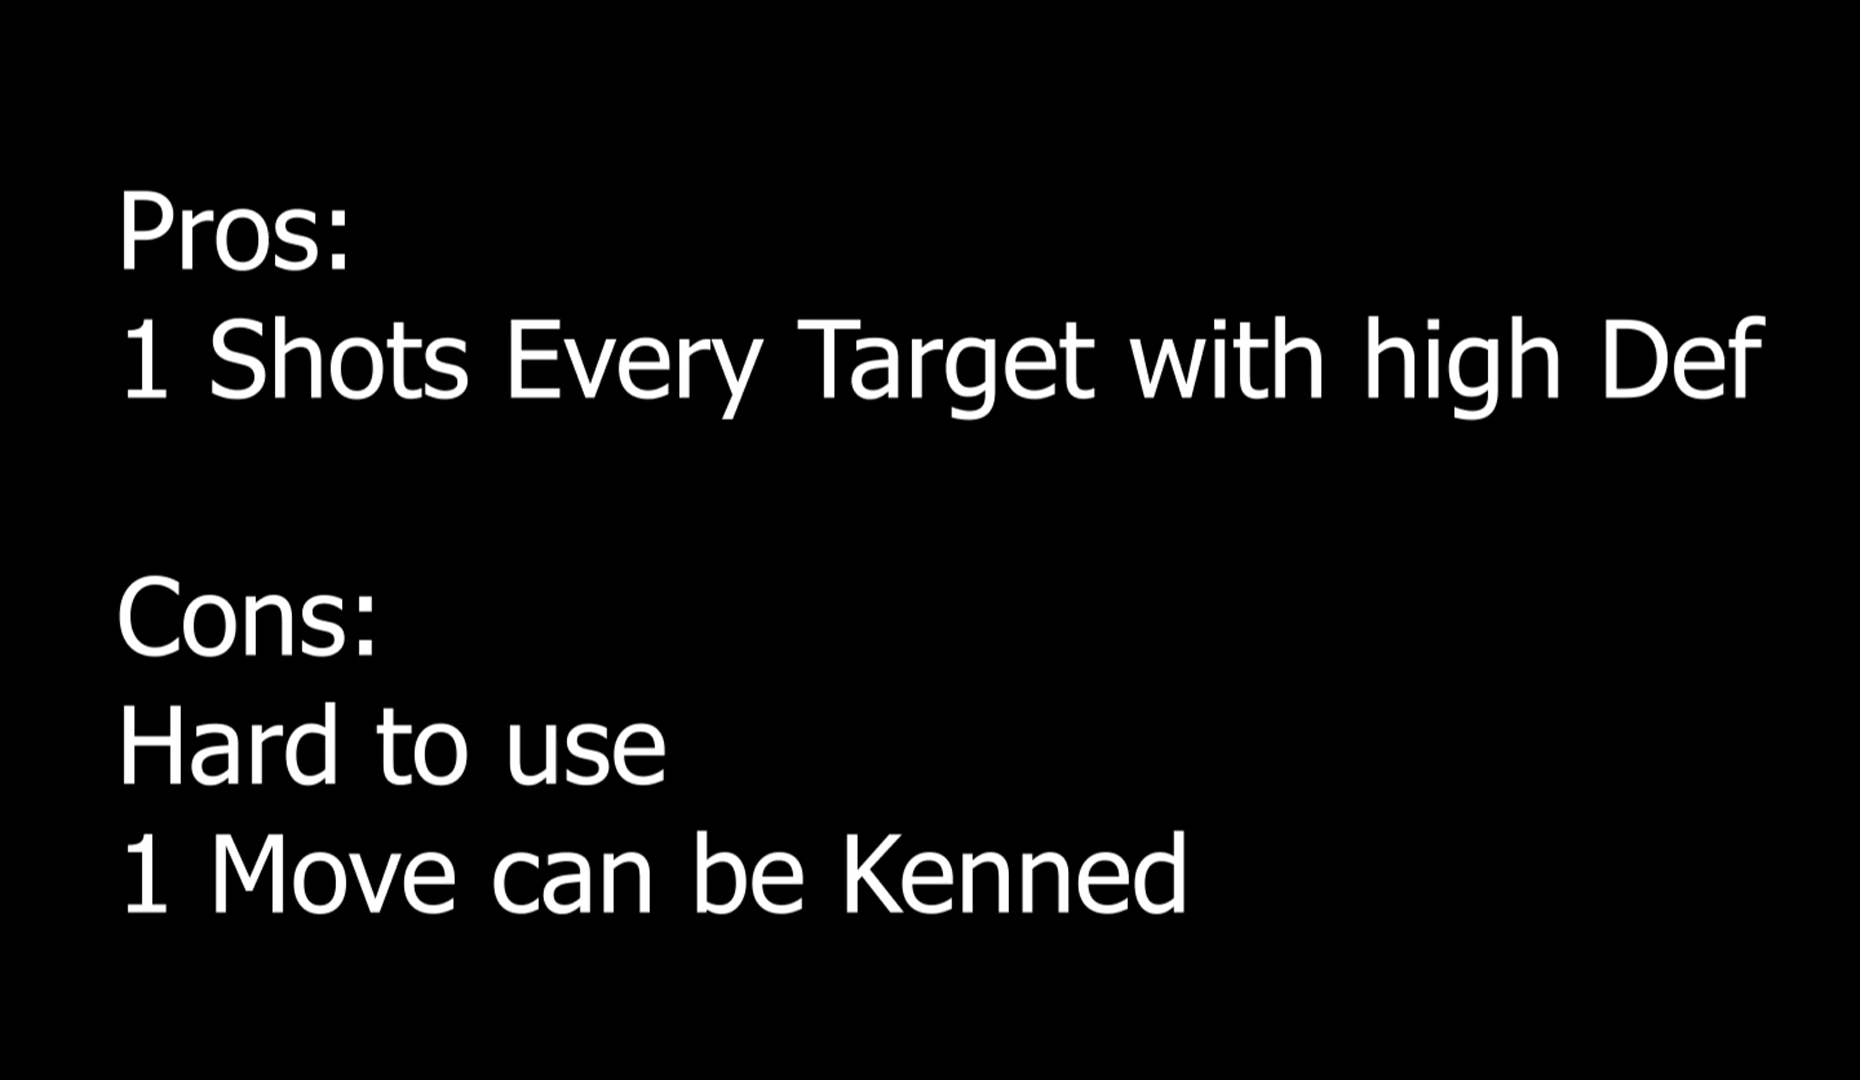 Pros:
1 Shots Every Target with high Def
Cons:
Hard to use
1 Move can be Kenned